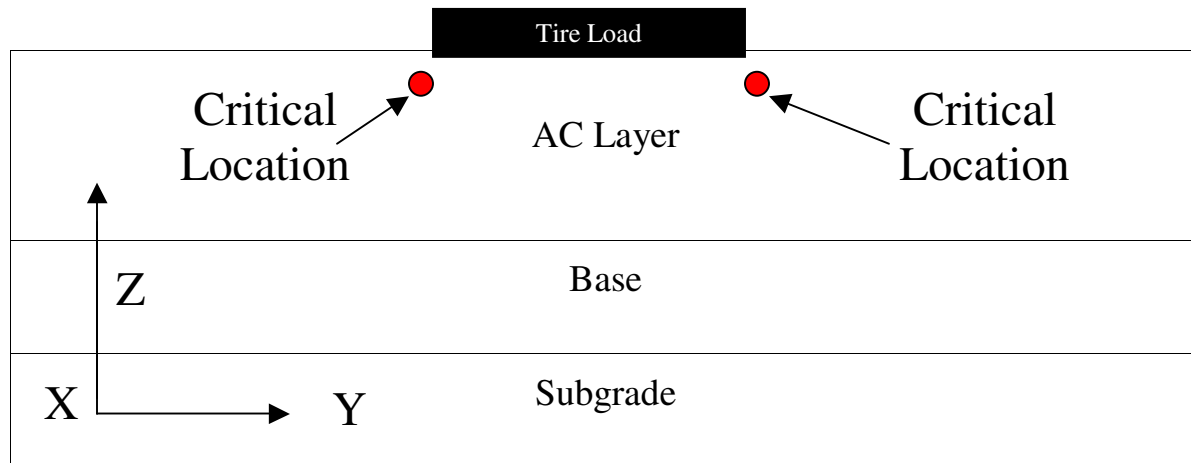 Tire Load
Critical
Location
AC Layer
Critical
Location
Base
Z
Subgrade
X
Y